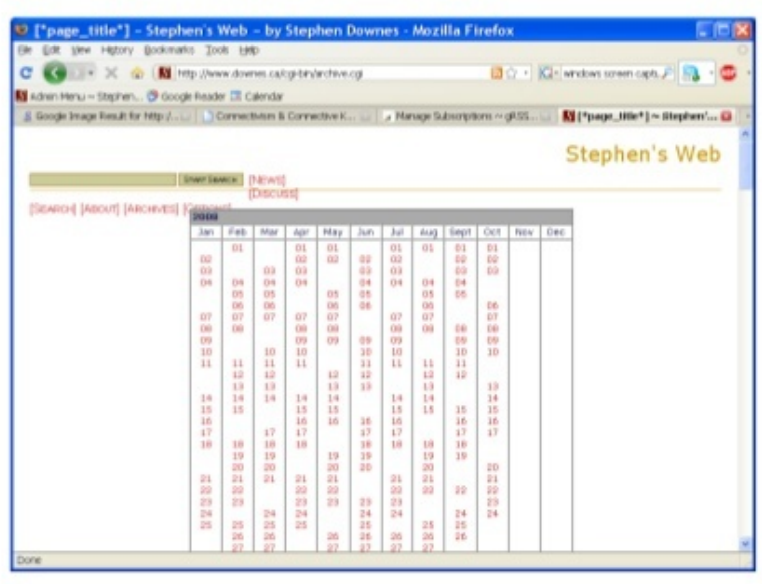 ["page_title"] - Stephen's Web - by Stephen Downes - Mozilla Firefox
File Edit View History Bookmarks Tools Help
http://www.downes.ca/cgi-bin/archive.cgi windows screen capt
Admin Menu ~ Stephen... Google Reader Calendar
Google Image Result for http:/... Connectivism & Connective K... Manage Subscriptions ~ gRSS... [*page_title*] ~ Stephen'...
Stephen's Web
[NEWS]
[DISCUSS]
[SEARCH] [ABOUT] [ARCHIVES]
2008
Jan Feb Mar Apr May Jun Jul Aug Sept Oct Nov Dec
01 01 01 01 01 01 01
02 02 02 02 02 02 02
03 03 03 03 03 03 03
04 04 04 04 04 04 04 04
05 05 05 05 05 05
06 06 06 06 06 06
07 07 07 07 07 07 07 07
08 08 08 08 08 08 08
09 09 09 09 09 09 09
10 10 10 10 10 10 10
11 11 11 11 11 11 11 11
12 12 12 12 12 12
13 13 13 13 13 13
14 14 14 14 14 14 14 14
15 15 15 15 15 15 15 15
16 16 16 16 16 16 16
17 17 17 17 17 17 17
18 18 18 18 18 18 18 18
19 19 19 19 19 19
20 20 20 20 20 20
21 21 21 21 21 21 21 21
22 22 22 22 22 22 22 22
23 23 23 23 23 23 23
24 24 24 24 24 24 24
25 25 25 25 25 25 25
26 26 26 26 26 26 26
27 27 27 27 27 27
Done